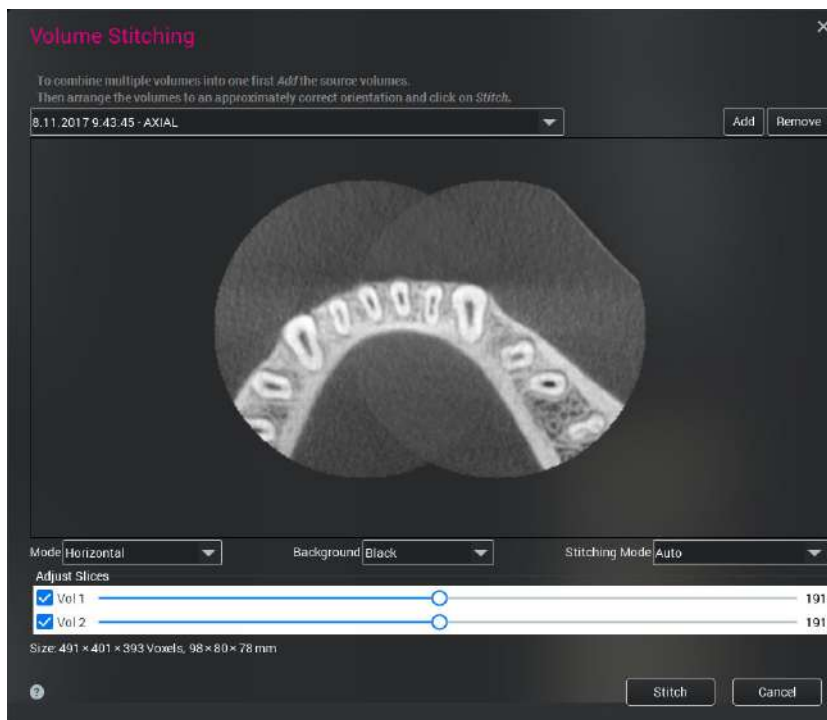 Volume Stitching
To combine multiple volumes into one first Add the source volumes.
Then arrange the volumes to an approximately correct orientation and click on Stitch.
8.11.2017 9:43:45 - AXIAL
Add Remove
Mode Horizontal Background Black Stitching Mode Auto
Adjust Slices
Vol 1 191
Vol 2 191
Size: 491 × 401 × 393 Voxels, 98 × 80 × 78 mm
Stitch Cancel